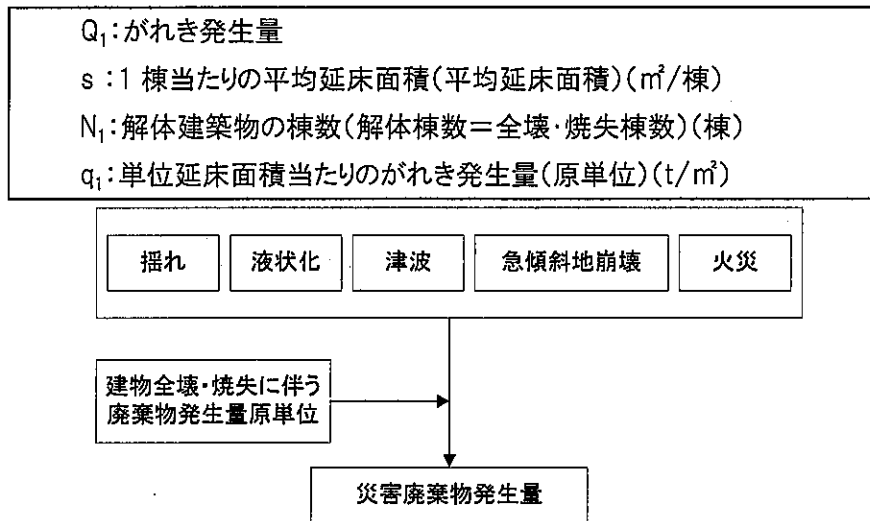 Q₁:がれき発生量
s:1 棟当たりの平均延床面積(平均延床面積)(㎡/棟)
N₁:解体建築物の棟数(解体棟数=全壊・焼失棟数)(棟)
q₁:単位延床面積当たりのがれき発生量(原単位)(t/㎡)
揺れ
液状化
津波
急傾斜地崩壊
火災
建物全壊・焼失に伴う
廃棄物発生量原単位
災害廃棄物発生量